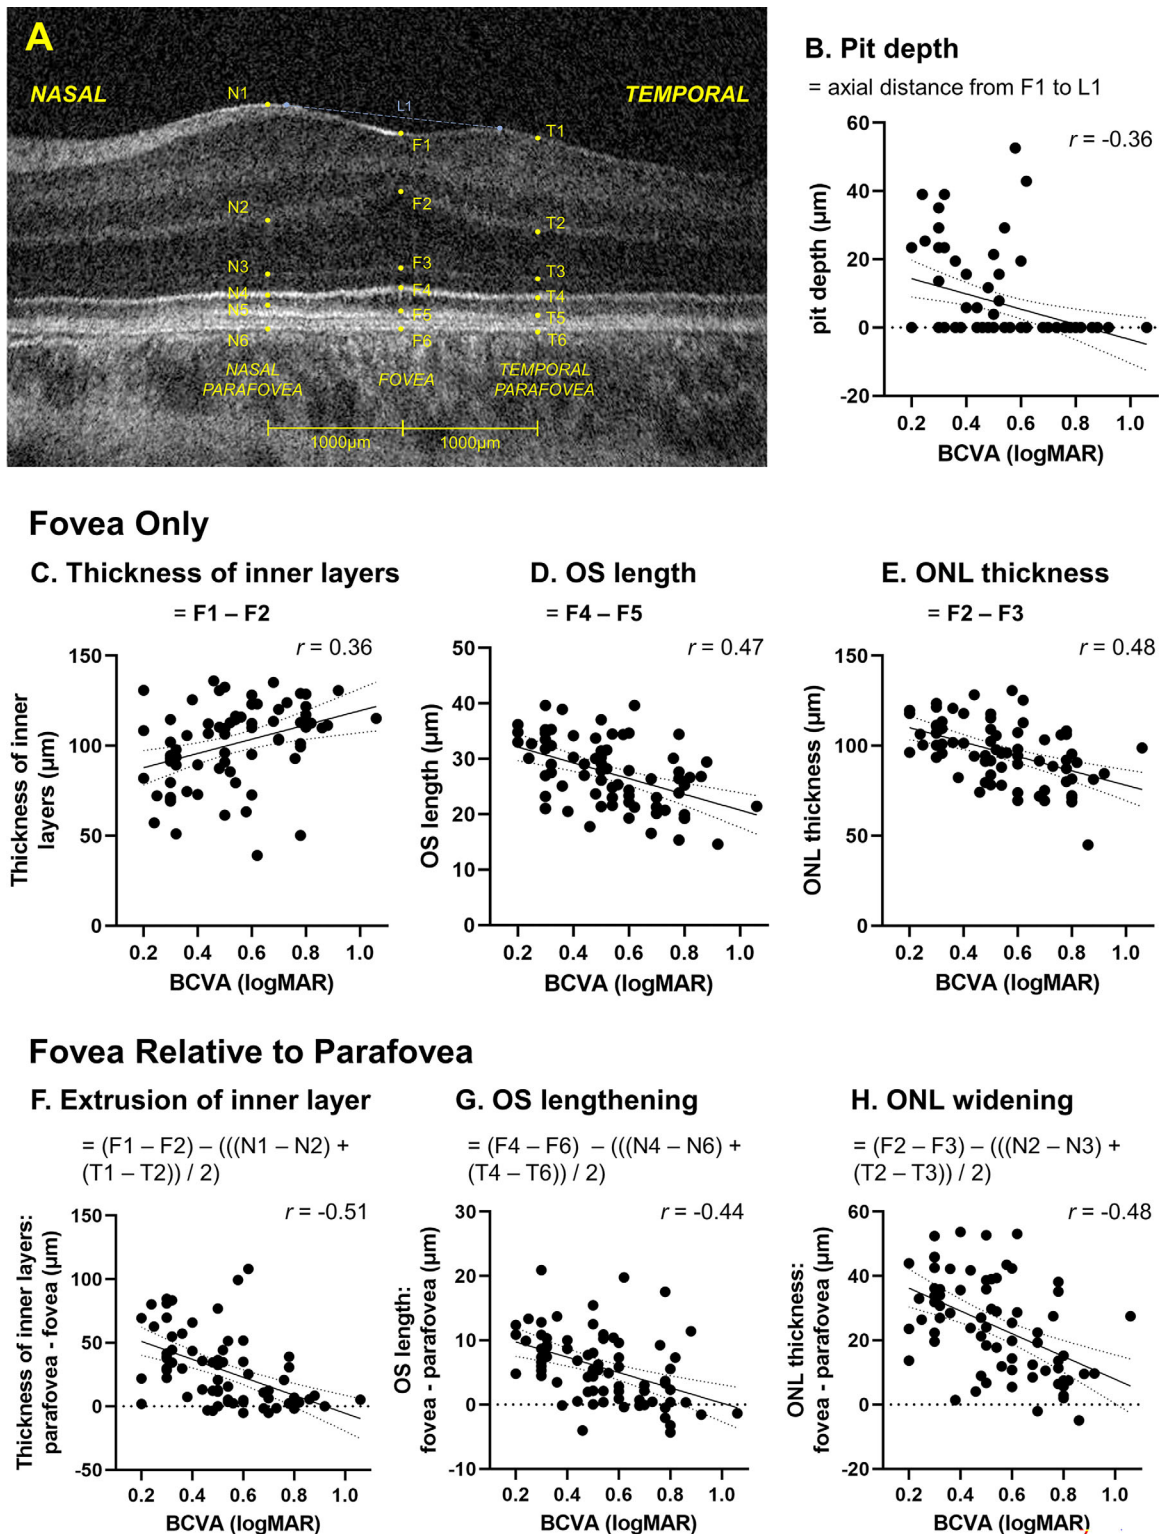 A
NASAL
TEMPORAL
N1
L1
F1
T1
N2
F2
T2
N3
F3
T3
N4
F4
T4
N5
F5
T5
N6
F6
T6
NASAL
PARAFOVEA
FOVEA
TEMPORAL
PARAFOVEA
1000µm
1000µm
B. Pit depth
= axial distance from F1 to L1
r = -0.36
60
40
20
0
-20
pit depth (µm)
0.2 0.4 0.6 0.8 1.0
BCVA (logMAR)
Fovea Only
C. Thickness of inner layers
= F1 – F2
r = 0.36
150
100
50
0
Thickness of inner
layers (µm)
0.2 0.4 0.6 0.8 1.0
BCVA (logMAR)
D. OS length
= F4 – F5
r = 0.47
50
40
30
20
10
0
OS length (µm)
0.2 0.4 0.6 0.8 1.0
BCVA (logMAR)
E. ONL thickness
= F2 – F3
r = 0.48
150
100
50
0
ONL thickness (µm)
0.2 0.4 0.6 0.8 1.0
BCVA (logMAR)
Fovea Relative to Parafovea
F. Extrusion of inner layer
= (F1 – F2) – (((N1 – N2) +
(T1 – T2)) / 2)
r = -0.51
150
100
50
0
-50
Thickness of inner layers:
parafovea - fovea (µm)
0.2 0.4 0.6 0.8 1.0
BCVA (logMAR)
G. OS lengthening
= (F4 – F6) – (((N4 – N6) +
(T4 – T6)) / 2)
r = -0.44
30
20
10
0
-10
OS length:
fovea - parafovea (µm)
0.2 0.4 0.6 0.8 1.0
BCVA (logMAR)
H. ONL widening
= (F2 – F3) – (((N2 – N3) +
(T2 – T3)) / 2)
r = -0.48
60
40
20
0
-20
ONL thickness:
fovea - parafovea (µm)
0.2 0.4 0.6 0.8 1.0
BCVA (logMAR)